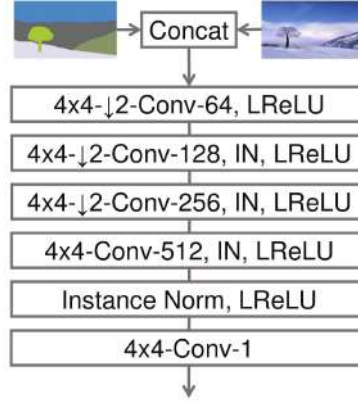 Concat
4x4-↓2-Conv-64, LReLU
4x4-↓2-Conv-128, IN, LReLU
4x4-↓2-Conv-256, IN, LReLU
4x4-Conv-512, IN, LReLU
Instance Norm, LReLU
4x4-Conv-1